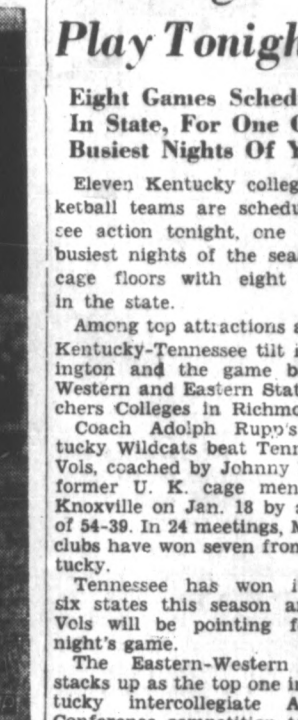 Play Tonigh
Eight Games Sched
In State, For One
Busiest Nights Of Y
Eleven Kentucky colleg
ketball teams are schedu
see action tonight, one
busiest nights of the sea
cage floors with eight
in the state.
Among top attractions a
Kentucky-Tennessee tilt i
ington and the game b
Western and Eastern Stat
chers Colleges in Richmo
Coach Adolph Rupp's
tucky Wildcats beat Tenn
Vols, coached by Johnny
former U. K. cage men
Knoxville on Jan. 18 by a
of 54-39. In 24 meetings, M
clubs have won seven from
tucky.
Tennessee has won i
six states this season a
Vols will be pointing f
night's game.
The Eastern-Western
stacks up as the top one in
tucky intercollegiate A